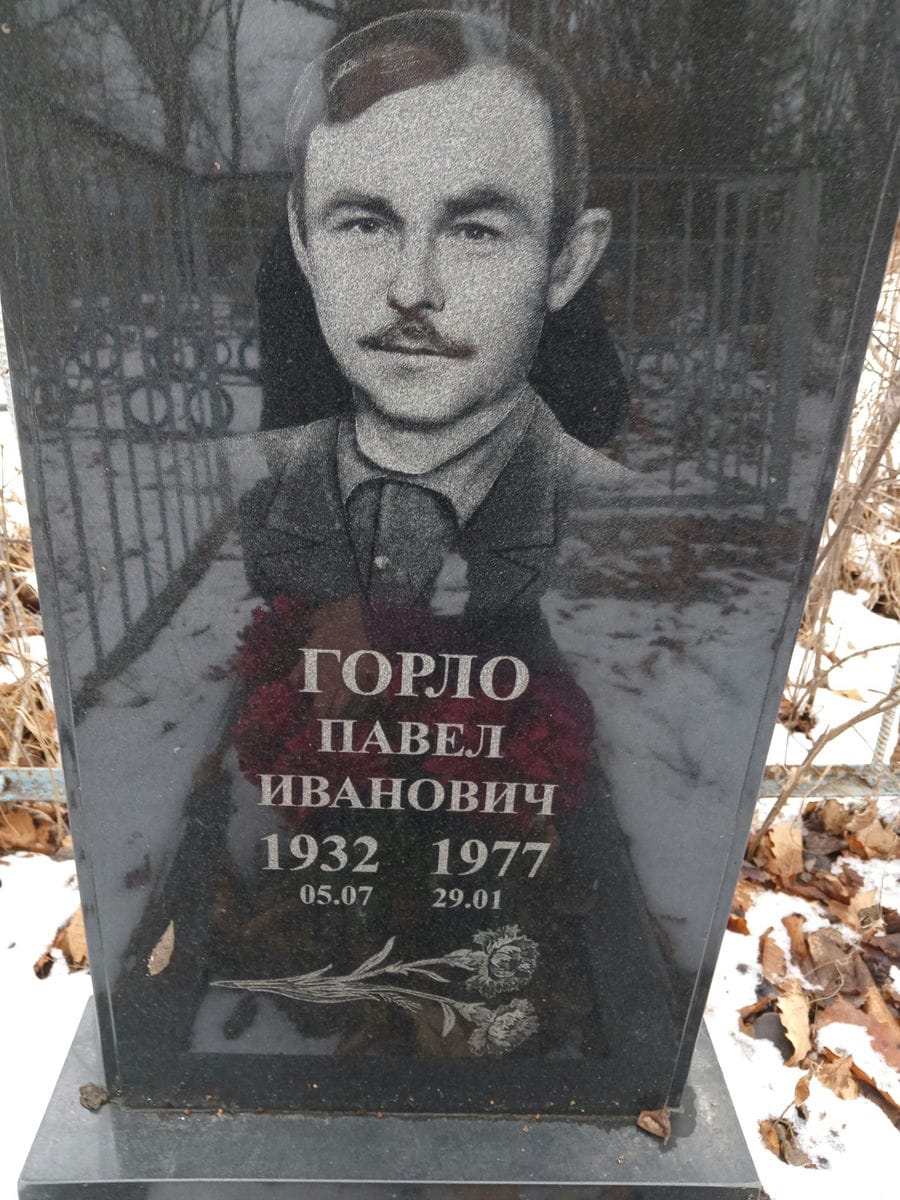 ГОРЛО
ПАВЕЛ
ИВАНОВИЧ
1932 1977
05.07 29.01